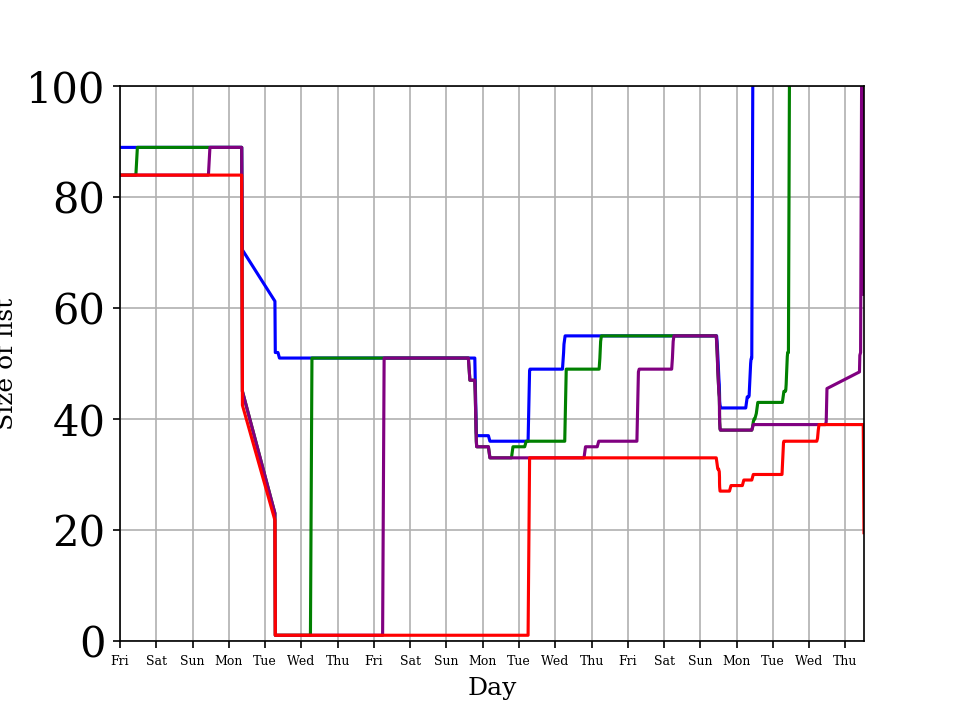 100
80
60
40
20
0
Size of list
Fri Sat Sun Mon Tue Wed Thu Fri Sat Sun Mon Tue Wed Thu Fri Sat Sun Mon Tue Wed Thu
Day